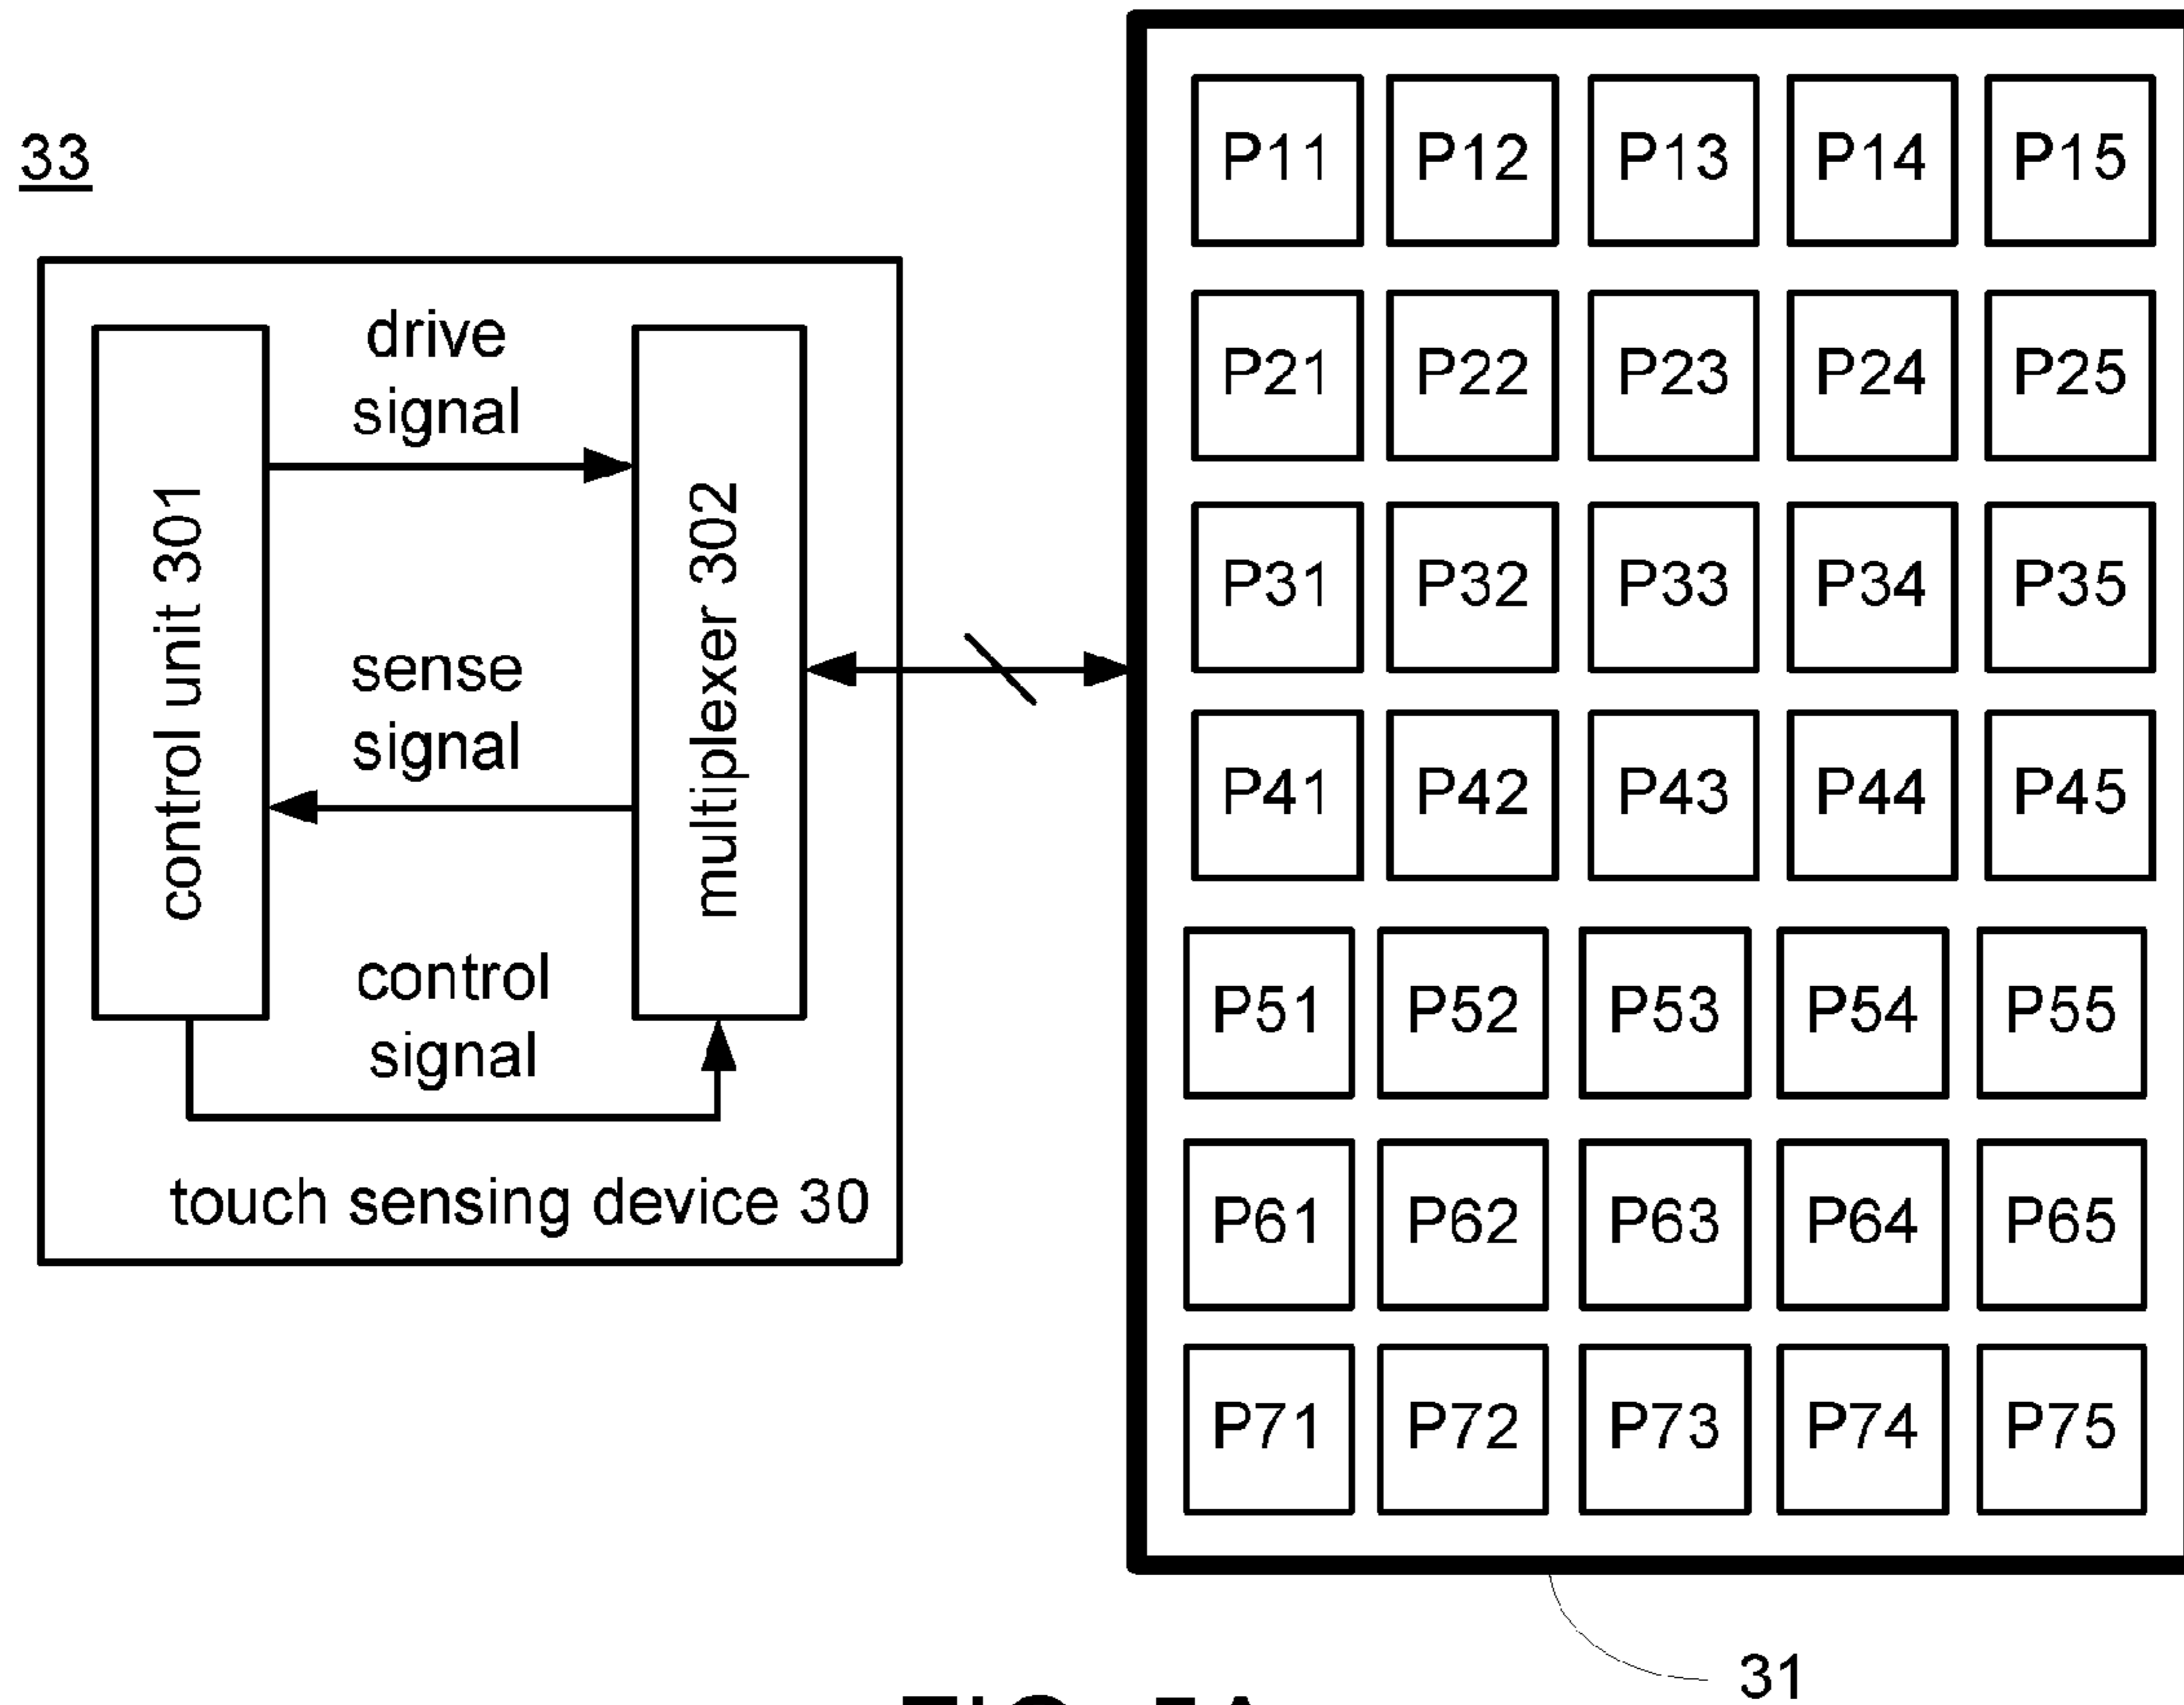 33
drive
signal
control unit 301
multiplexer 302
sense
signal
control
signal
touch sensing device 30
P11 P12 P13 P14 P15
P21 P22 P23 P24 P25
P31 P32 P33 P34 P35
P41 P42 P43 P44 P45
P51 P52 P53 P54 P55
P61 P62 P63 P64 P65
P71 P72 P73 P74 P75
31